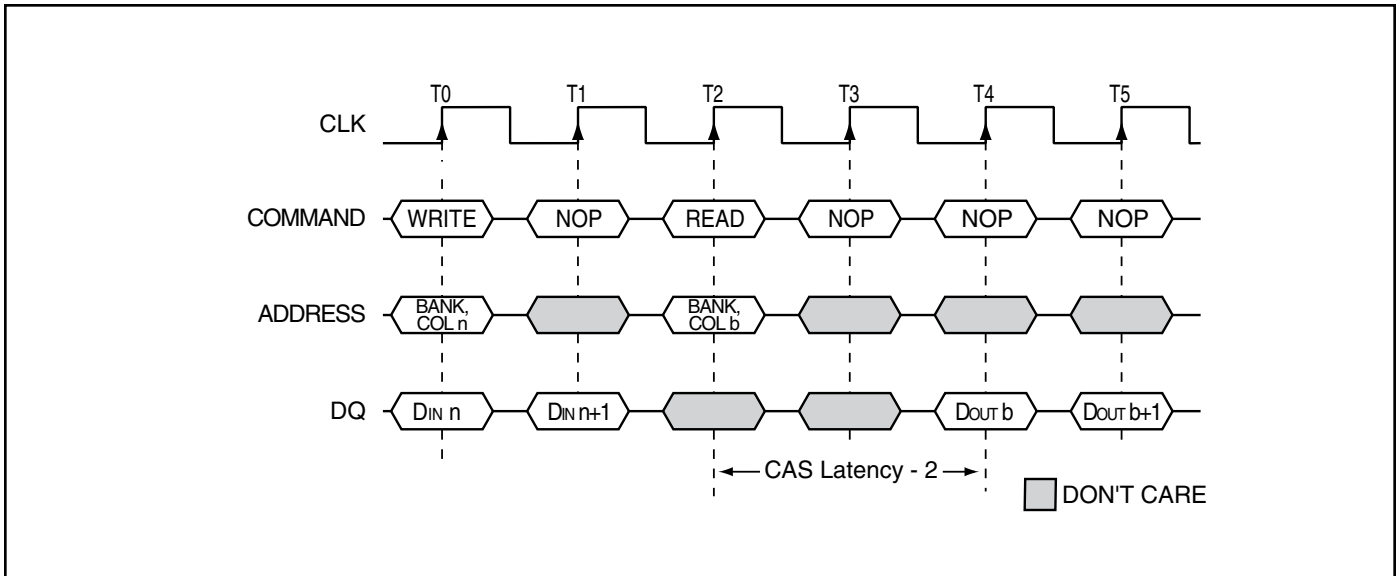 T0 T1 T2 T3 T4 T5
CLK
COMMAND WRITE NOP READ NOP NOP NOP
ADDRESS BANK, COL n BANK, COL b
DQ DIN n DIN n+1 DOUT b DOUT b+1
CAS Latency - 2
DON'T CARE